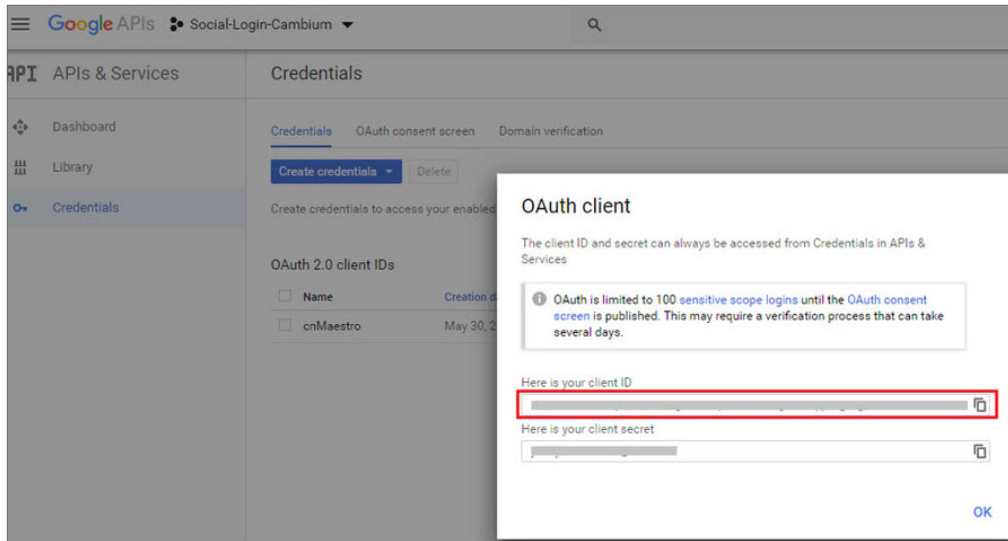 Google APIs Social-Login-Cambium
API APIs & Services
Credentials
Dashboard
Library
Credentials
Credentials OAuth consent screen Domain verification
Create credentials Delete
Create credentials to access your enabled
OAuth 2.0 client IDs
Name Creation d
cnMaestro May 30, 2
OAuth client
The client ID and secret can always be accessed from Credentials in APIs &
Services
OAuth is limited to 100 sensitive scope logins until the OAuth consent
screen is published. This may require a verification process that can take
several days.
Here is your client ID
Here is your client secret
OK